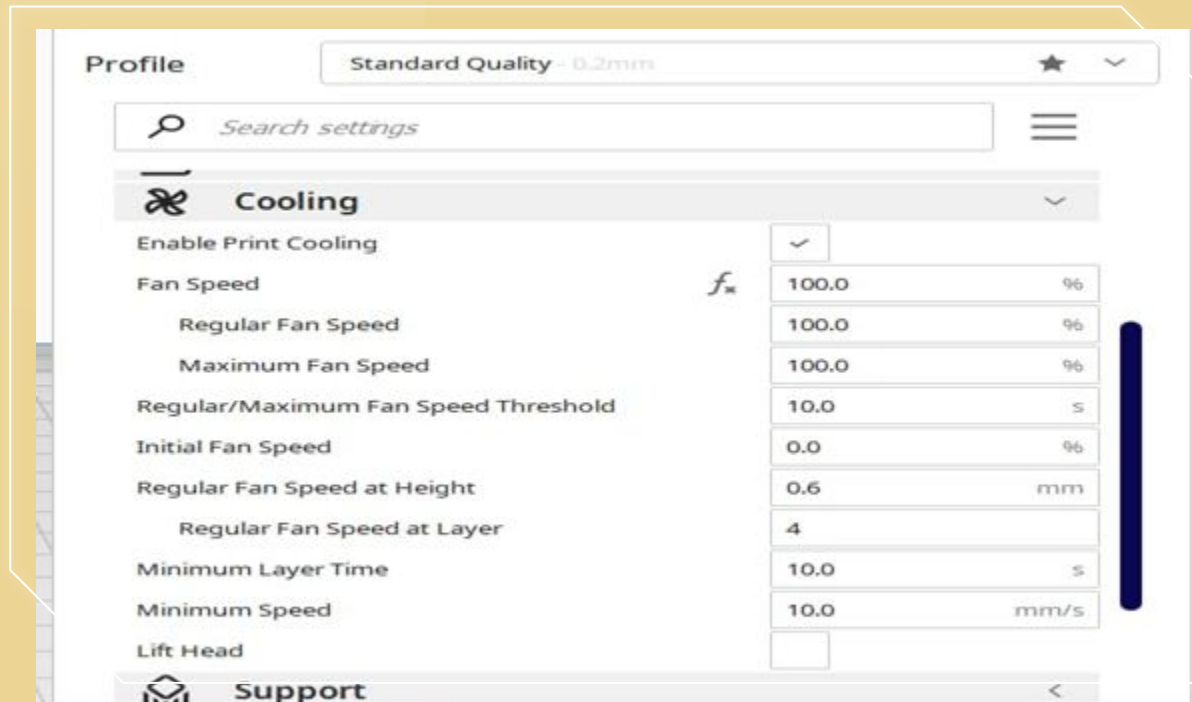 Profile Standard Quality - 0.2mm
Search settings
Cooling
Enable Print Cooling
Fan Speed 100.0 %
Regular Fan Speed 100.0 %
Maximum Fan Speed 100.0 %
Regular/Maximum Fan Speed Threshold 10.0 s
Initial Fan Speed 0.0 %
Regular Fan Speed at Height 0.6 mm
Regular Fan Speed at Layer 4
Minimum Layer Time 10.0 s
Minimum Speed 10.0 mm/s
Lift Head
Support